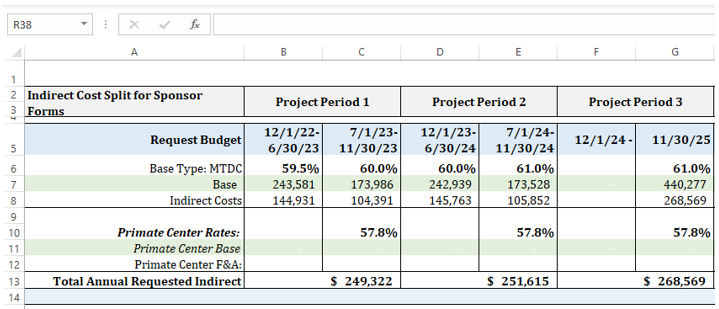 R38 fx
A B C D E F G
1
2 Indirect Cost Split for Sponsor Project Period 1 Project Period 2 Project Period 3
3 Forms
4
12/1/22- 7/1/23- 12/1/23- 7/1/24-
5 Request Budget 6/30/23 11/30/23 6/30/24 11/30/24 12/1/24 - 11/30/25
6 Base Type: MTDC 59.5% 60.0% 60.0% 61.0% 61.0%
7 Base 243,581 173,986 242,939 173,528 - 440,277
8 Indirect Costs 144,931 104,391 145,763 105,852 268,569
9
10 Primate Center Rates: 57.8% 57.8% 57.8%
11 Primate Center Base - - - - - -
12 Primate Center F&A:
13 Total Annual Requested Indirect $ 249,322 $ 251,615 $ 268,569
14